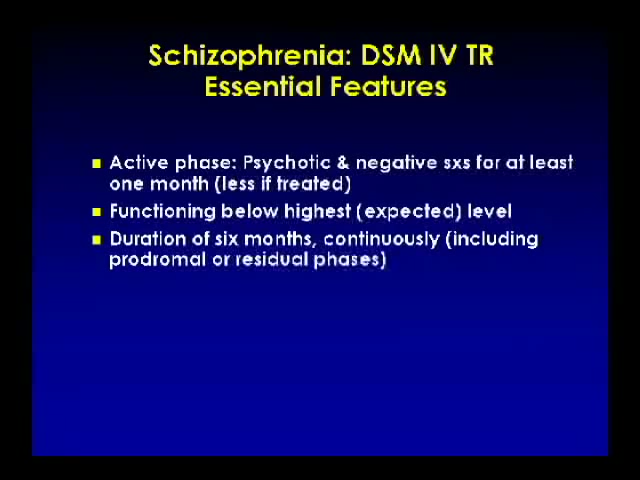 Schizophrenia: DSM IV TR
Essential Features
Active phase: Psychotic & negative sxs for at least
one month (less if treated)
Functioning below highest (expected) level
Duration of six months, continuously (including
prodromal or residual phases)